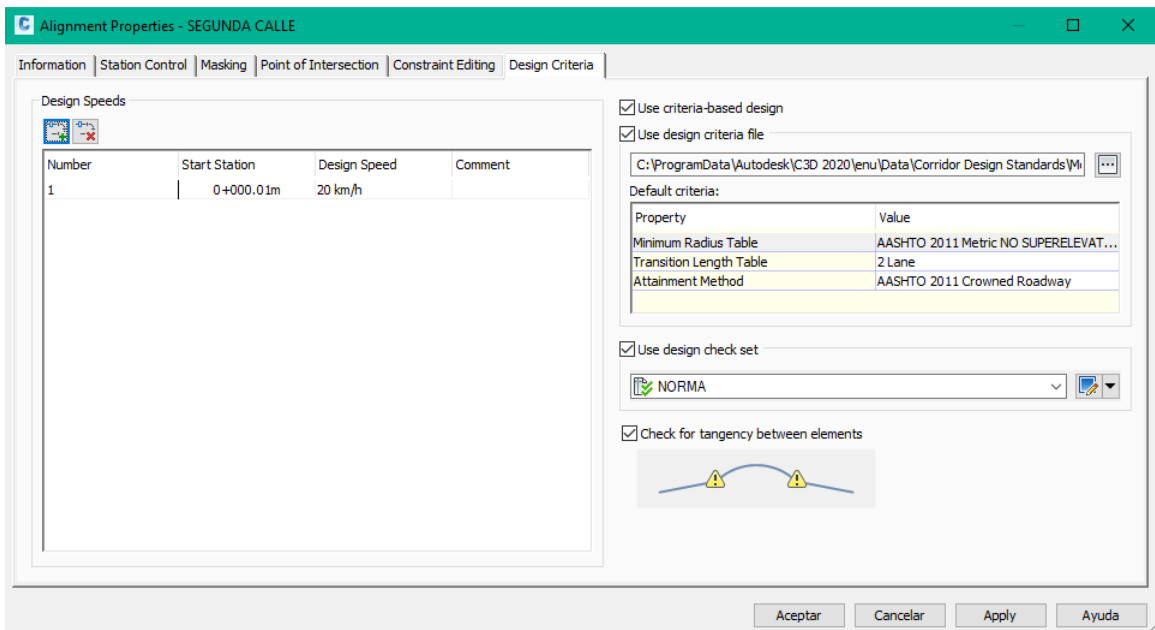 Alignment Properties - SEGUNDA CALLE
Information Station Control Masking Point of Intersection Constraint Editing Design Criteria
Design Speeds
Number Start Station Design Speed Comment
1 0+000.01m 20 km/h
Use criteria-based design
Use design criteria file
C:\ProgramData\Autodesk\C3D 2020\enu\Data\Corridor Design Standards\M
Default criteria:
Property Value
Minimum Radius Table AASHTO 2011 Metric NO SUPERELEVAT...
Transition Length Table 2 Lane
Attainment Method AASHTO 2011 Crowned Roadway
Use design check set
NORMA
Check for tangency between elements
Aceptar Cancelar Apply Ayuda